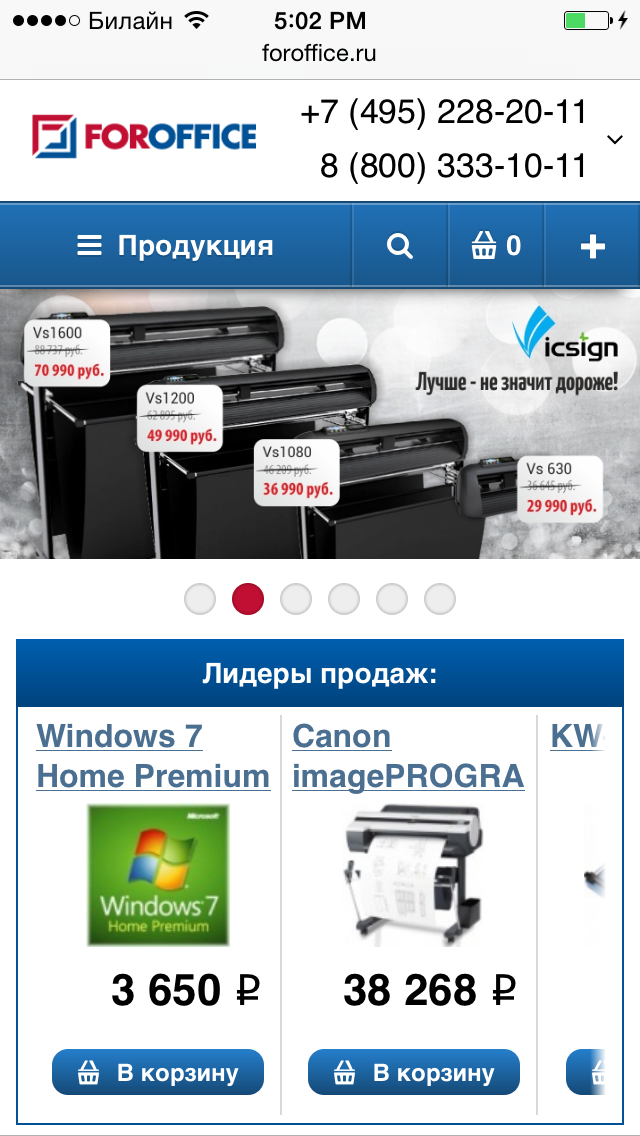 Билайн 5:02 PM
foroffice.ru
FOROFFICE
+7 (495) 228-20-11
8 (800) 333-10-11
Продукция 0
Vs1600
88 737 руб.
70 990 руб.
icsign
Лучше - не значит дороже!
Vs1200
62 895 руб.
49 990 руб.
Vs1080
46 209 руб.
36 990 руб.
Vs 630
36 645 руб.
29 990 руб.
Лидеры продаж:
Windows 7
Home Premium
Canon
imagePROGRA
KW
Microsoft
Windows 7
Home Premium
3 650 ₽
38 268 ₽
В корзину
В корзину